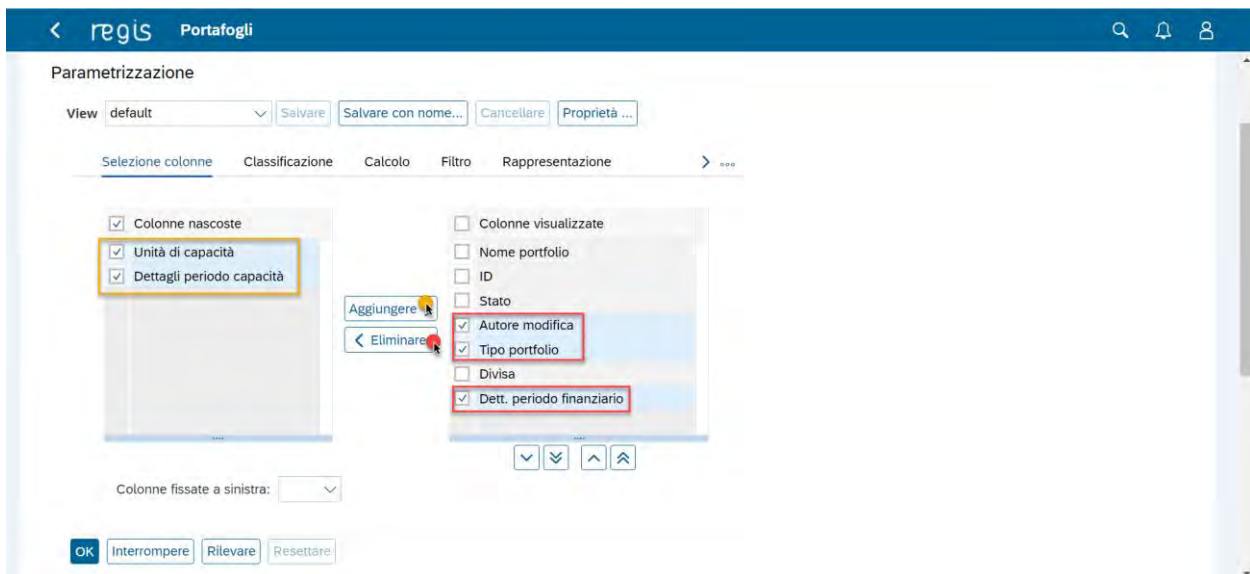 regis Portafogli
Parametrizzazione
View default Salvare Salvare con nome... Cancellare Proprietà ...
Selezione colonne Classificazione Calcolo Filtro Rappresentazione
Colonne nascoste
Unità di capacità
Dettagli periodo capacità
Aggiungere
Eliminare
Colonne visualizzate
Nome portfolio
ID
Stato
Autore modifica
Tipo portfolio
Divisa
Dett. periodo finanziario
Colonne fissate a sinistra:
OK Interrompere Rilevare Resettare